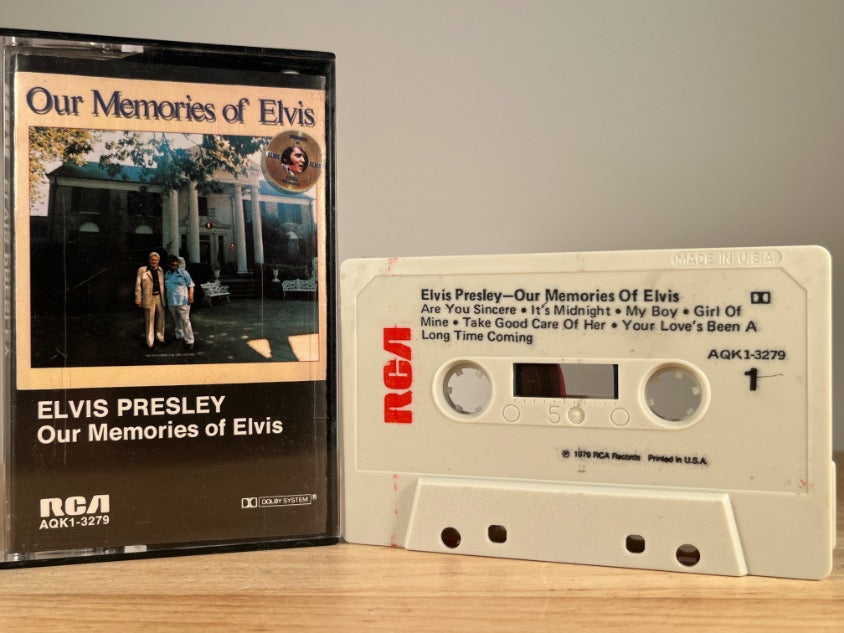 Our Memories of Elvis
ELVIS PRESLEY
Our Memories of Elvis
RCA
AQK1-3279
DOLBY SYSTEM®
MADE IN U.S.A.
Elvis Presley—Our Memories Of Elvis
Are You Sincere • It's Midnight • My Boy • Girl Of
Mine • Take Good Care Of Her • Your Love's Been A
Long Time Coming
AQK1-3279
1
RCA
50
℗ 1979 RCA Records Printed in U.S.A.